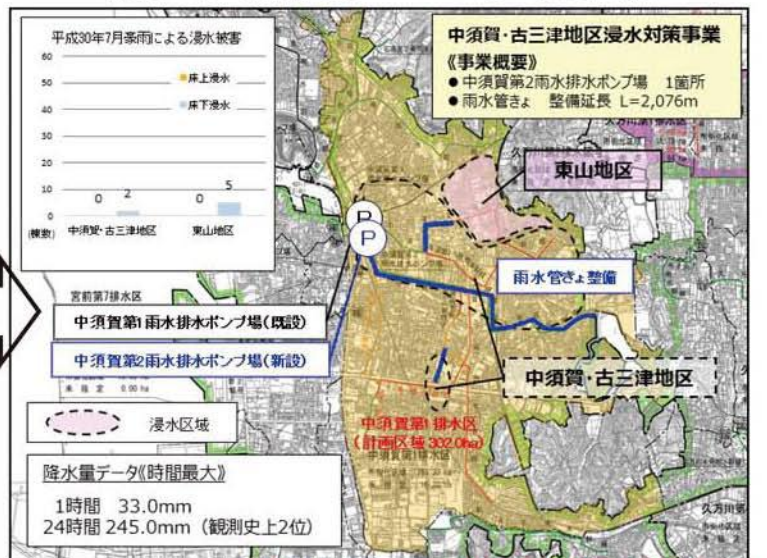 平成30年7月豪雨による浸水被害
60
50
40
30
20
10
0
床上浸水
床下浸水
0
2
0
5
(棟数)
中須賀・古三津地区
東山地区
中須賀・古三津地区浸水対策事業
《事業概要》
● 中須賀第2雨水排水ポンプ場 1箇所
● 雨水管きょ 整備延長 L=2,076m
東山地区
P
P
雨水管きょ整備
宮前第7排水区
中須賀第1雨水排水ポンプ場(既設)
中須賀第2雨水排水ポンプ場(新設)
中須賀・古三津地区
浸水区域
中須賀第1排水区
(計画区域 302.0ha)
降水量データ《時間最大》
1時間 33.0mm
24時間 245.0mm (観測史上2位)